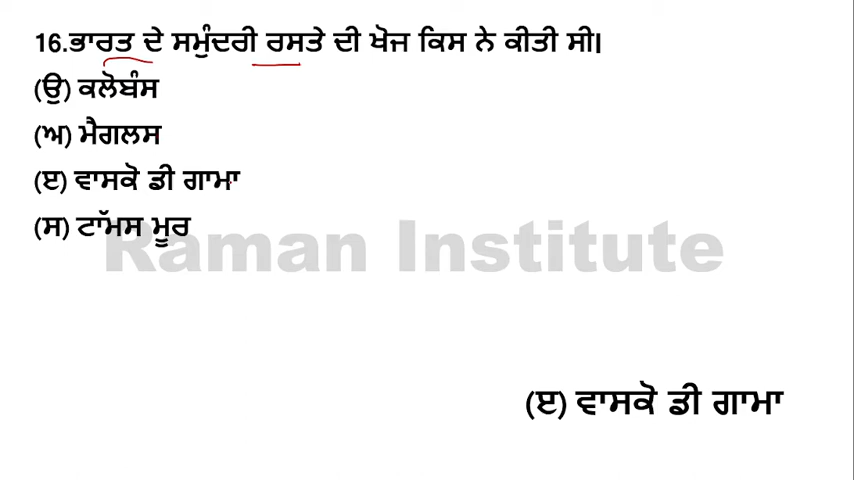 16.ਭਾਰਤ ਦੇ ਸਮੁੰਦਰੀ ਰਸਤੇ ਦੀ ਖੋਜ ਕਿਸ ਨੇ ਕੀਤੀ ਸੀ।
(ੳ) ਕਲੋਬੰਸ
(ਅ) ਮੈਗਲਸ
(ੲ) ਵਾਸਕੋ ਡੀ ਗਾਮਾ
(ਸ) ਟਾੱਮਸ ਮੂਰ
Raman Institute
(ੲ) ਵਾਸਕੋ ਡੀ ਗਾਮਾ